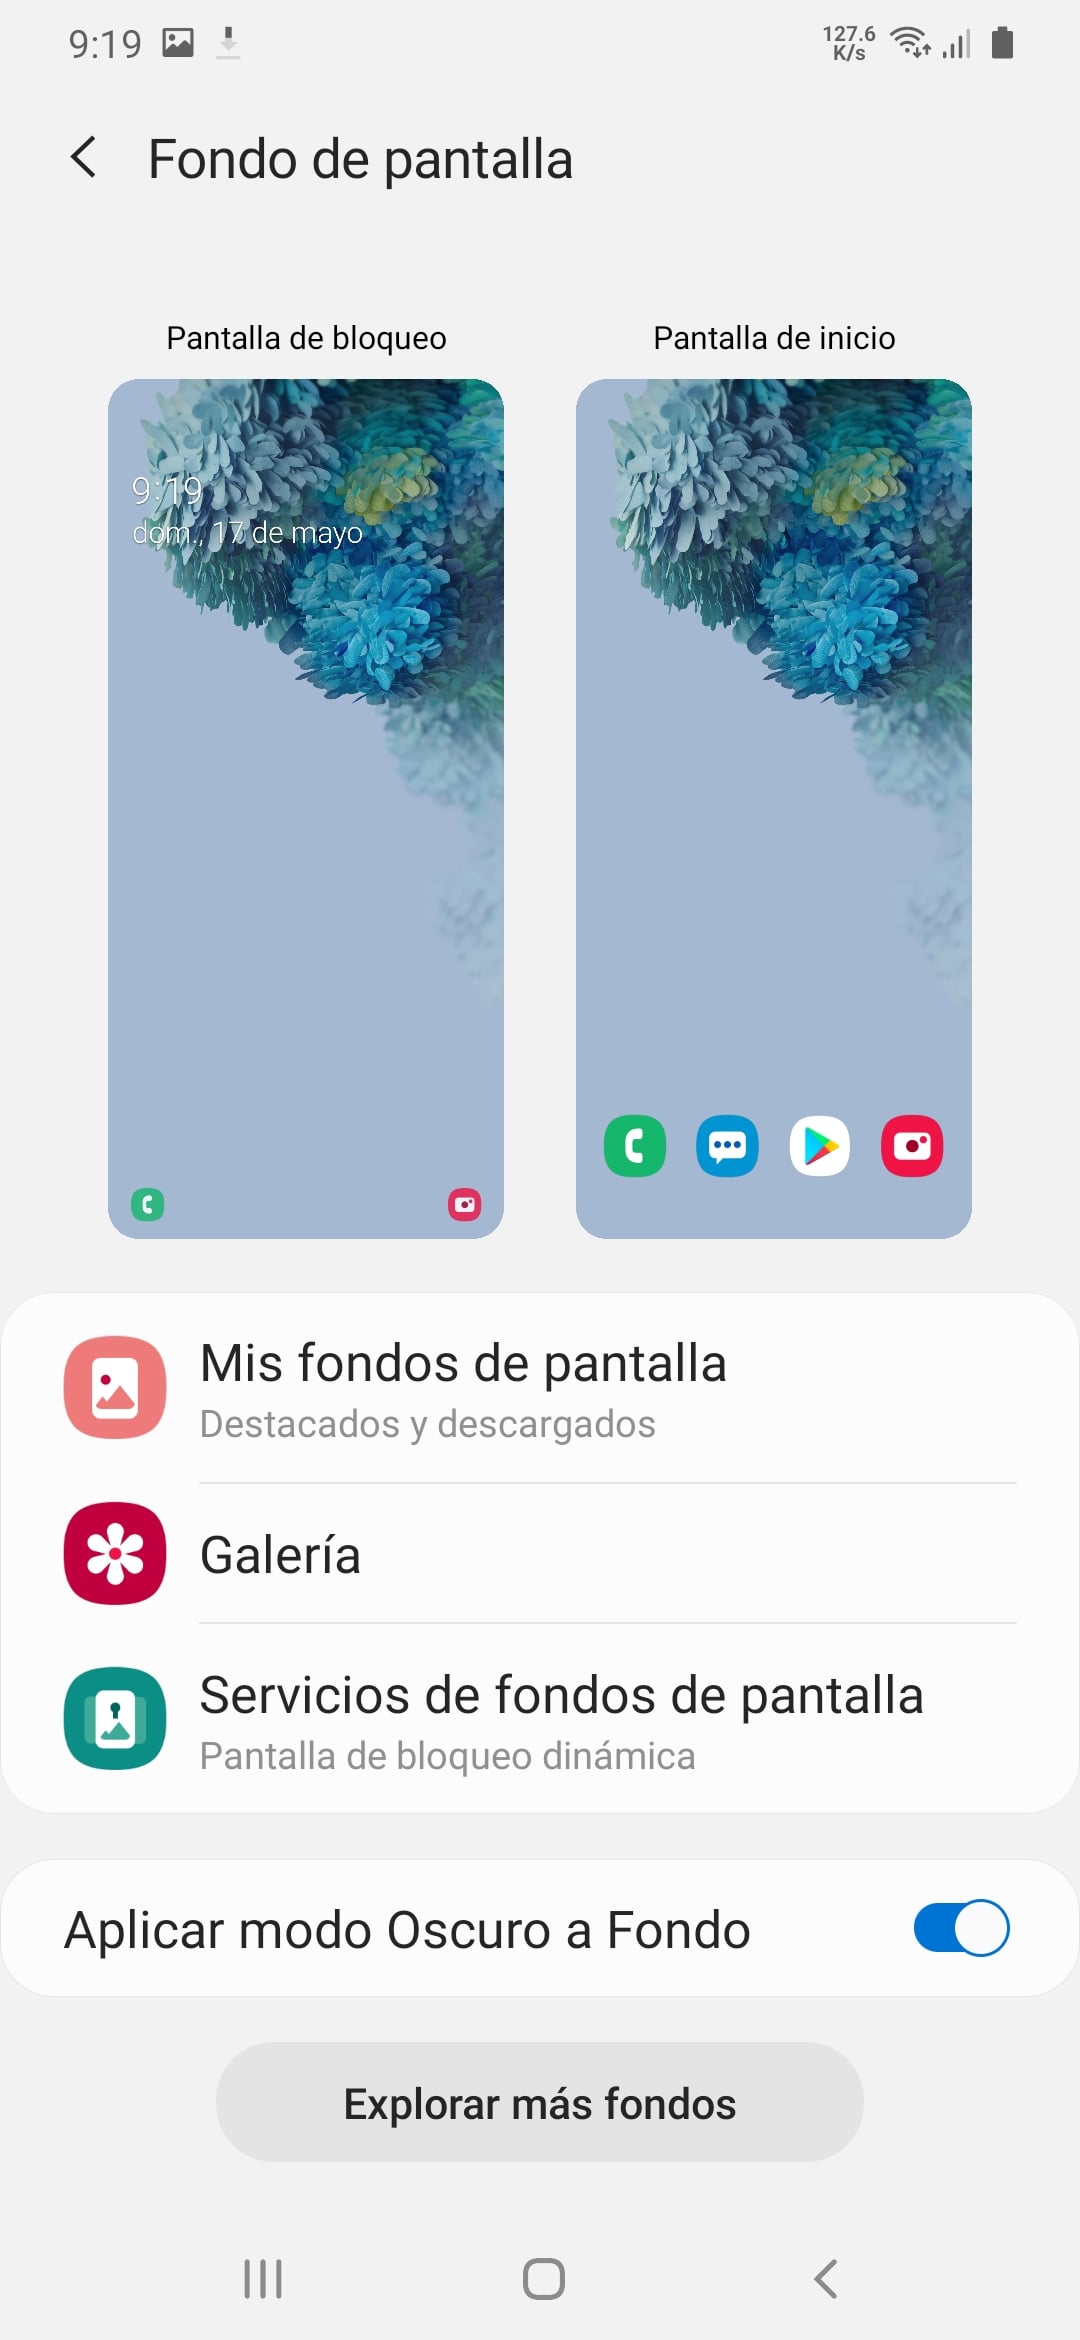 9:19
127.6
K/s
Fondo de pantalla
Pantalla de bloqueo
Pantalla de inicio
9:19
dom., 17 de mayo
Mis fondos de pantalla
Destacados y descargados
Galería
Servicios de fondos de pantalla
Pantalla de bloqueo dinámica
Aplicar modo Oscuro a Fondo
Explorar más fondos